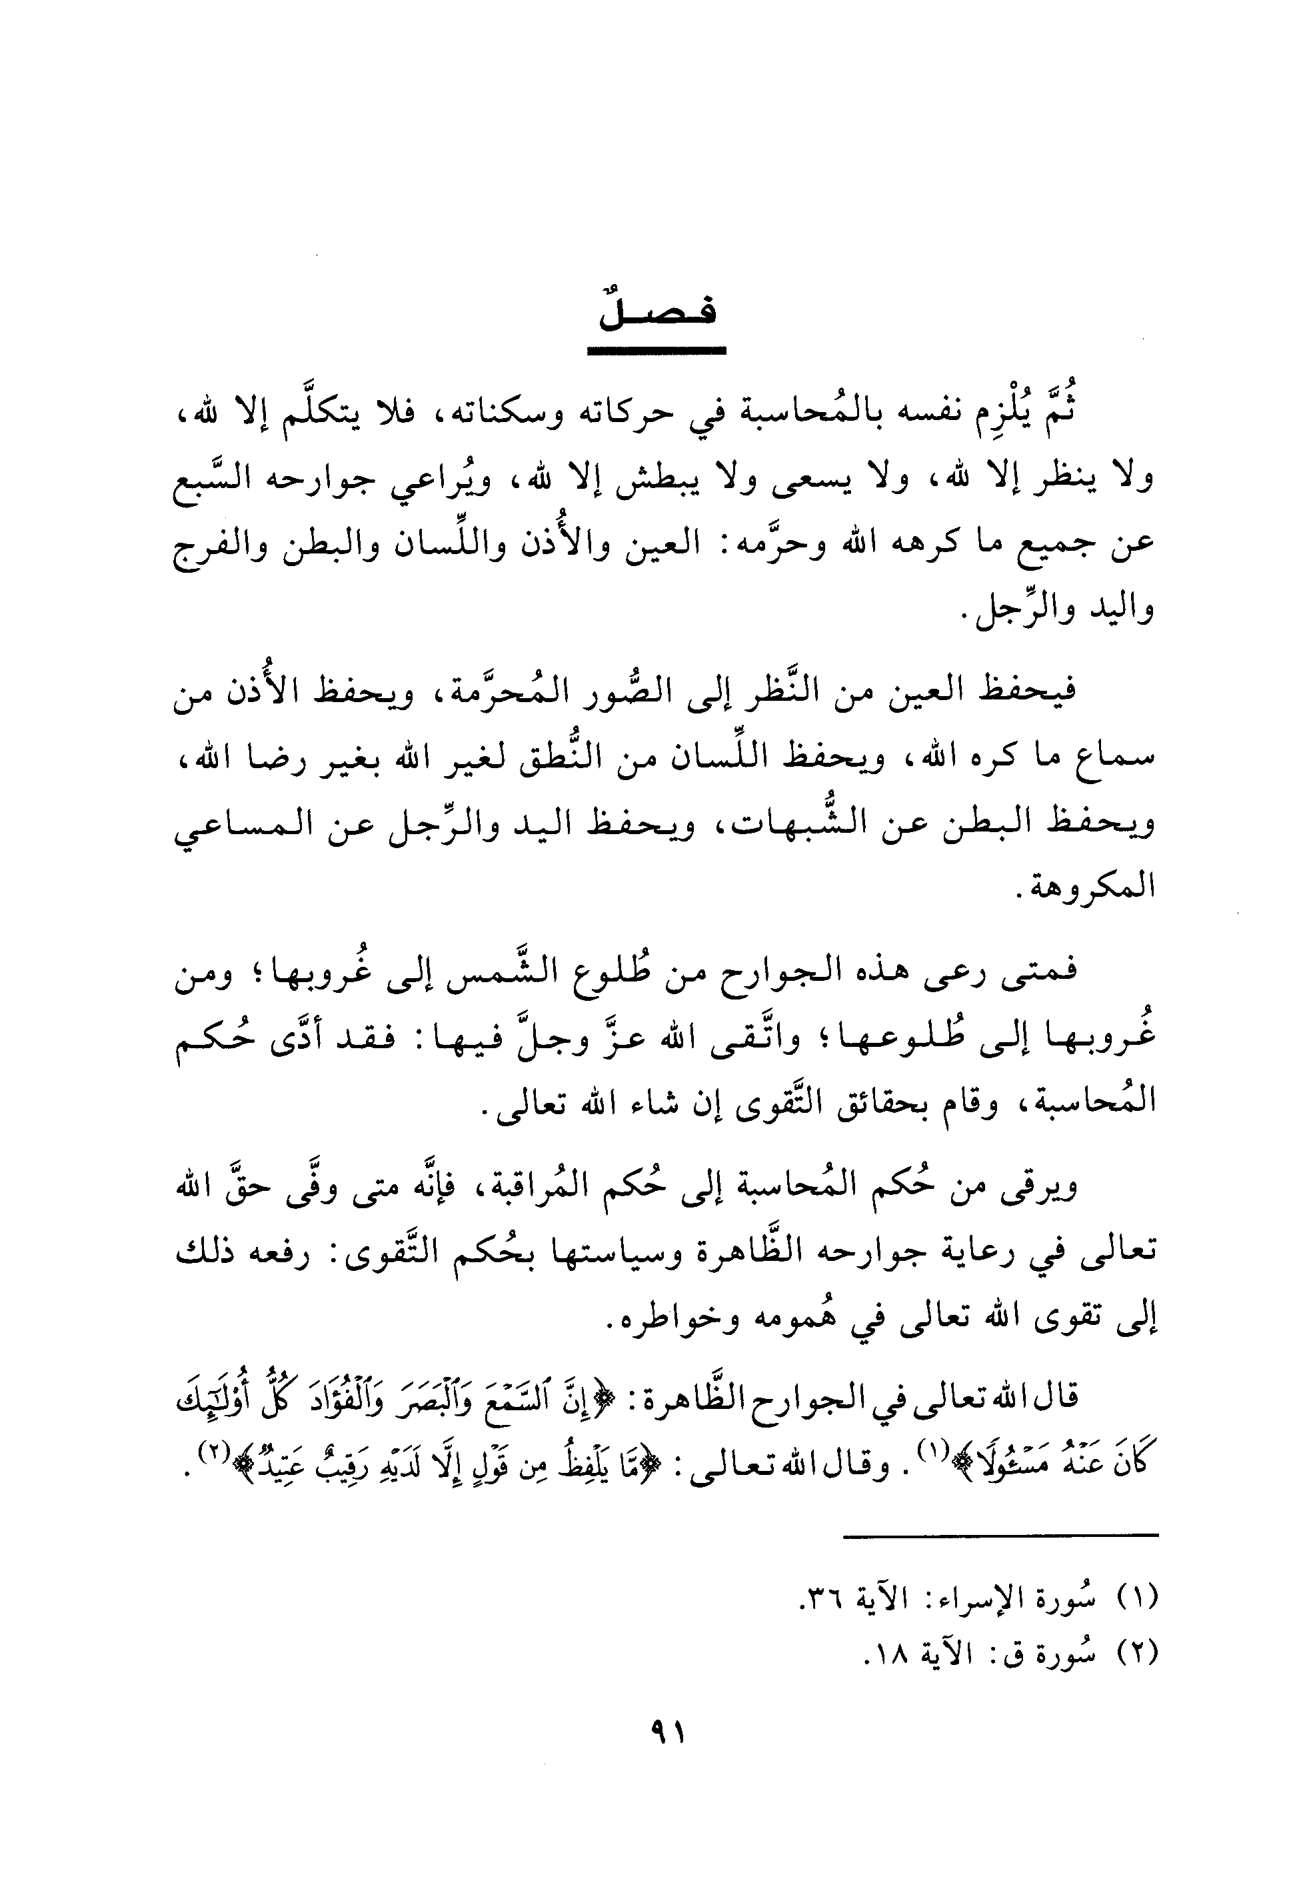 فصلٌ
ثُمَّ يُلْزِم نفسه بالمُحاسبة في حركاته وسكناته، فلا يتكلَّم إلا لله،
ولا ينظر إلا لله، ولا يسعى ولا يبطش إلا لله، ويُراعي جوارحه السَّبع
عن جميع ما كرهه الله وحرَّمه: العين والأُذن واللِّسان والبطن والفرج
واليد والرِّجل.
فيحفظ العين من النَّظر إلى الصُّور المُحرَّمة، ويحفظ الأُذن من
سماع ما كره الله، ويحفظ اللِّسان من النُّطق لغير الله بغير رضا الله،
ويحفظ البطن عن الشُّبهات، ويحفظ اليد والرِّجل عن المساعي
المكروهة.
فمتى رعى هذه الجوارح من طُلوع الشَّمس إلى غُروبها؛ ومن
غُروبها إلى طُلوعها؛ واتَّقى الله عزَّ وجلَّ فيها: فقد أدَّى حُكم
المُحاسبة، وقام بحقائق التَّقوى إن شاء الله تعالى.
ويرقى من حُكم المُحاسبة إلى حُكم المُراقبة، فإنَّه متى وفَّى حقَّ الله
تعالى في رعاية جوارحه الظَّاهرة وسياستها بحُكم التَّقوى: رفعه ذلك
إلى تقوى الله تعالى في هُمومه وخواطره.
قال الله تعالى في الجوارح الظَّاهرة: ﴿إِنَّ ٱلسَّمْعَ وَٱلْبَصَرَ وَٱلْفُؤَادَ كُلُّ أُوْلَٰٓئِكَ
كَانَ عَنْهُ مَسْـُٔولًا﴾(١). وقال الله تعالى: ﴿مَّا يَلْفِظُ مِن قَوْلٍ إِلَّا لَدَيْهِ رَقِيبٌ عَتِيدٌ﴾(٢).
(١) سُورة الإسراء: الآية ٣٦.
(٢) سُورة ق: الآية ١٨.
٩١